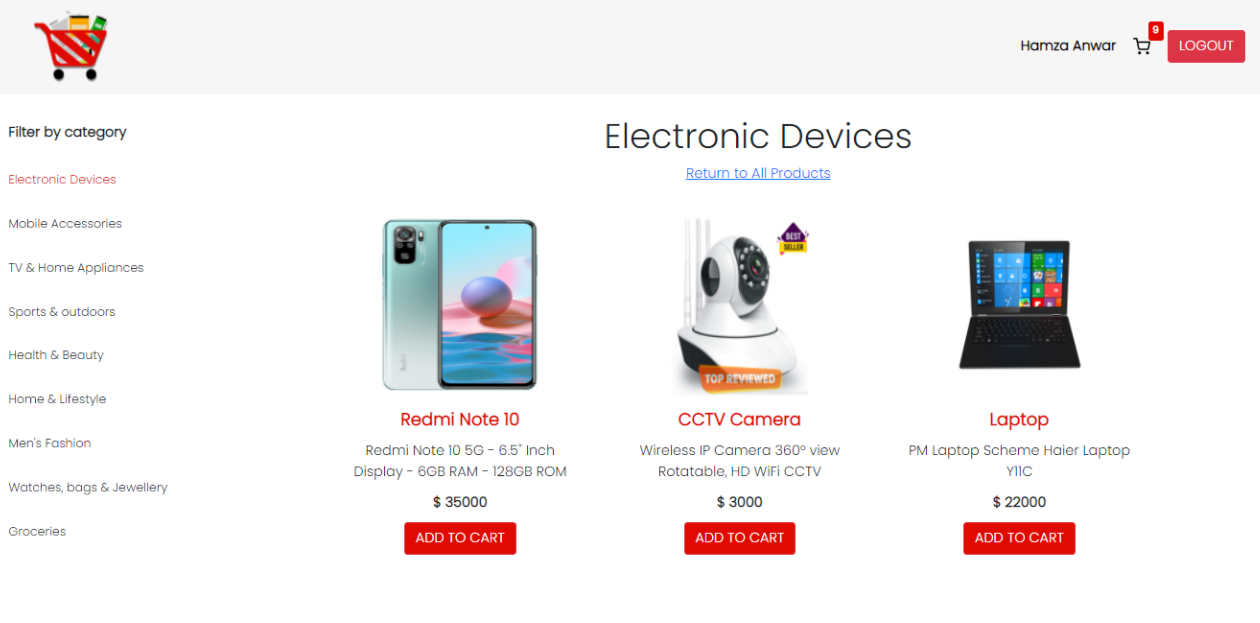 Hamza Anwar
9
LOGOUT
Filter by category
Electronic Devices
Mobile Accessories
TV & Home Appliances
Sports & outdoors
Health & Beauty
Home & Lifestyle
Men's Fashion
Watches, bags & Jewellery
Groceries
Electronic Devices
Return to All Products
Redmi
Redmi Note 10
Redmi Note 10 5G - 6.5" Inch
Display - 6GB RAM - 128GB ROM
$ 35000
ADD TO CART
BEST
SELLER
TOP REVIEWED
CCTV Camera
Wireless IP Camera 360° view
Rotatable, HD WiFi CCTV
$ 3000
ADD TO CART
Laptop
PM Laptop Scheme Haier Laptop
Y11C
$ 22000
ADD TO CART